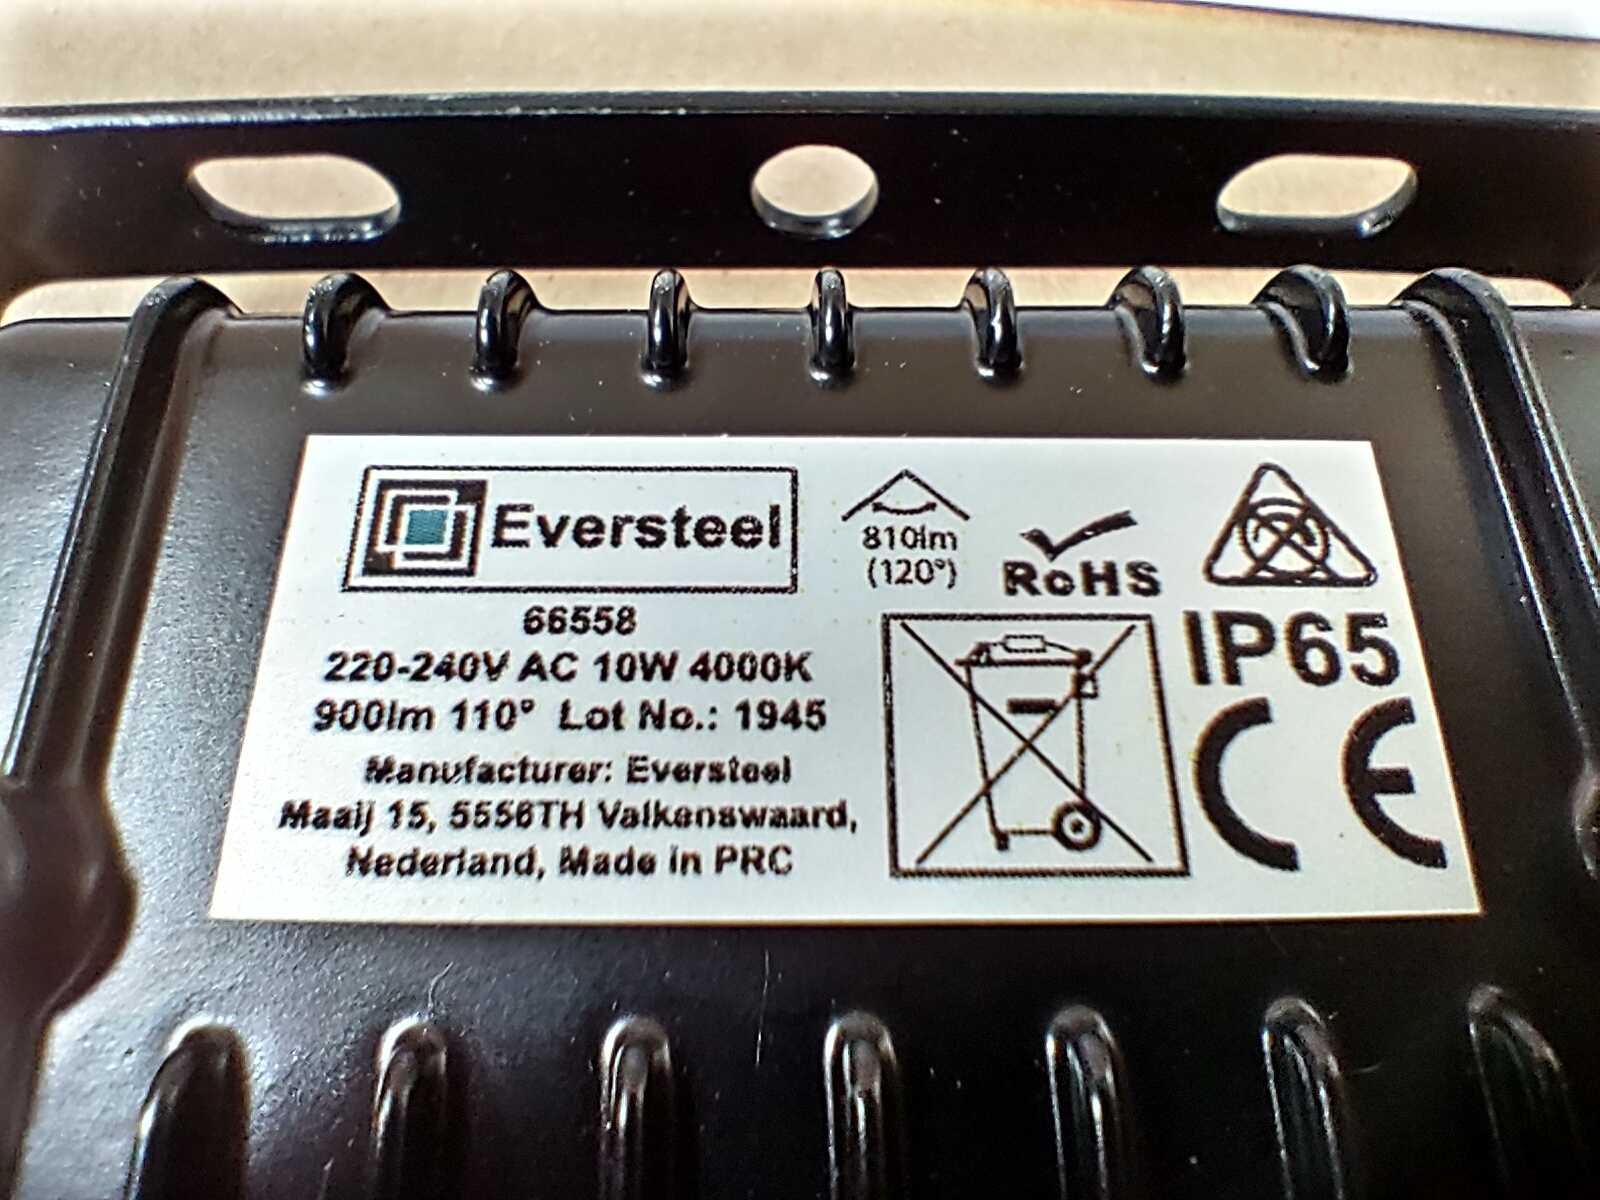 Eversteel
66558
220-240V AC 10W 4000K
900lm 110° Lot No.: 1945
Manufacturer: Eversteel
Maaij 15, 5556TH Valkenswaard,
Nederland, Made in PRC
810lm
(120°)
RoHS
IP65
CE